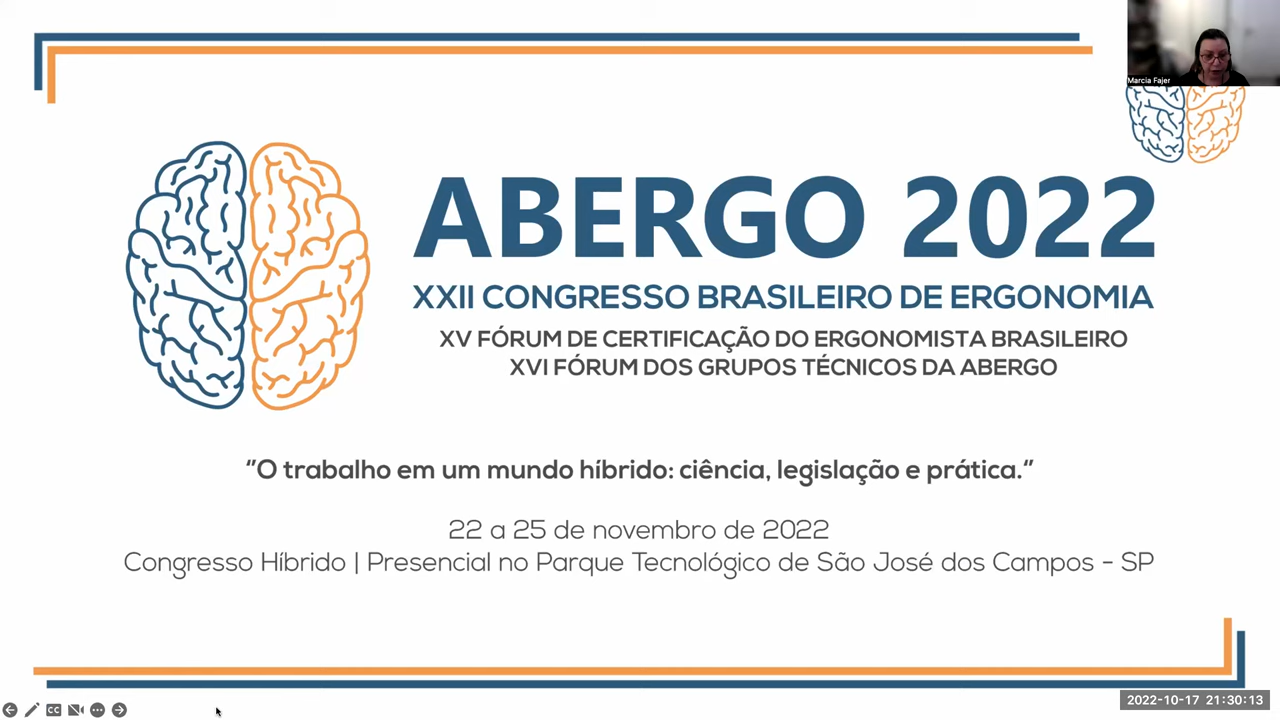 Marcia Fajer
ABERGO 2022
XXII CONGRESSO BRASILEIRO DE ERGONOMIA
XV FÓRUM DE CERTIFICAÇÃO DO ERGONOMISTA BRASILEIRO
XVI FÓRUM DOS GRUPOS TÉCNICOS DA ABERGO
“O trabalho em um mundo híbrido: ciência, legislação e prática.”
22 a 25 de novembro de 2022
Congresso Híbrido | Presencial no Parque Tecnológico de São José dos Campos - SP
CC
2022-10-17 21:30:13